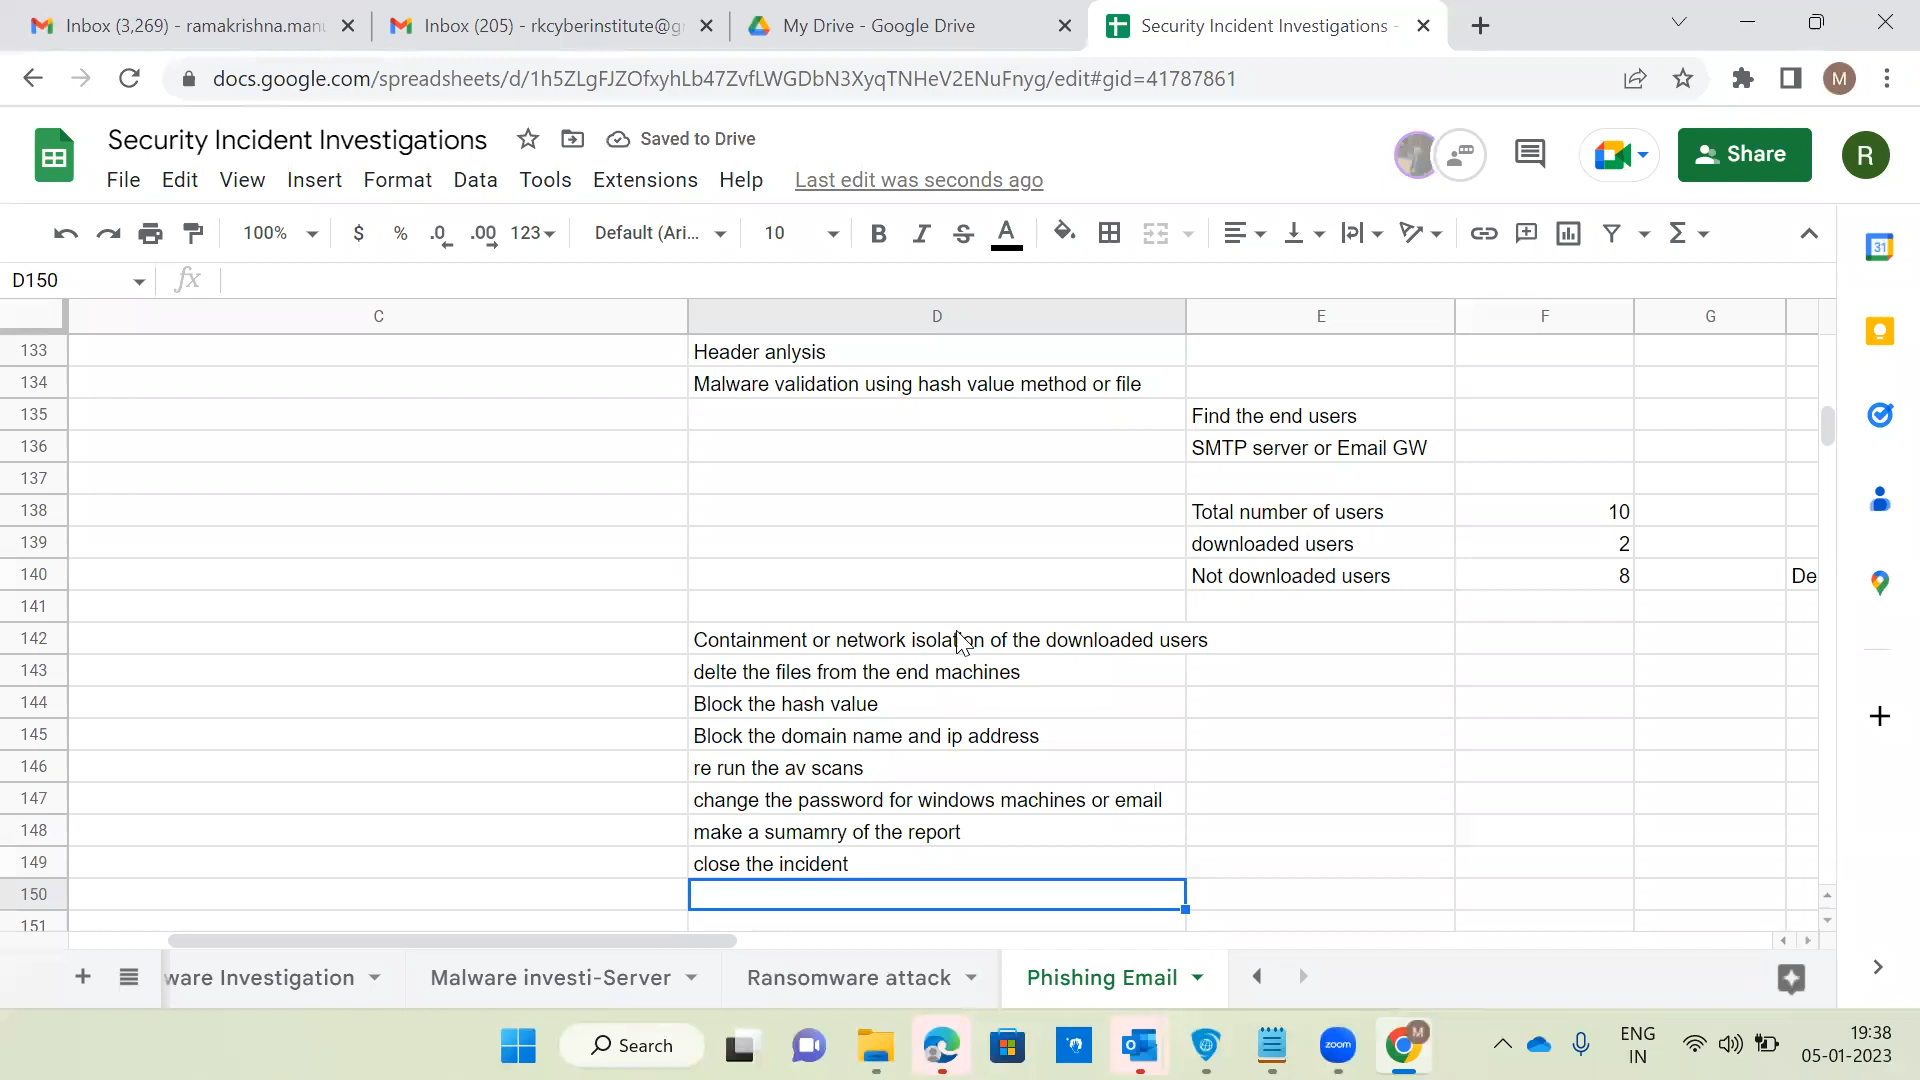 Inbox (3,269) - ramakrishna.manu
Inbox (205) - rkcyberinstitute@g
My Drive - Google Drive
Security Incident Investigations -
docs.google.com/spreadsheets/d/1h5ZLgFJZOfxyhLb47ZvfLWGDbN3XyqTNHeV2ENuFnyg/edit#gid=41787861
M
Security Incident Investigations
Saved to Drive
File Edit View Insert Format Data Tools Extensions Help
Last edit was seconds ago
Share
R
100%
$ % .0 .00 123
Default (Ari...
10
B I S A
31
D150
fx
C D E F G
133 Header anlysis
134 Malware validation using hash value method or file
135 Find the end users
136 SMTP server or Email GW
137
138 Total number of users 10
139 downloaded users 2
140 Not downloaded users 8 De
141
142 Containment or network isolation of the downloaded users
143 delte the files from the end machines
144 Block the hash value
145 Block the domain name and ip address
146 re run the av scans
147 change the password for windows machines or email
148 make a sumamry of the report
149 close the incident
150
151
ware Investigation
Malware investi-Server
Ransomware attack
Phishing Email
Search
zoom
M
ENG
IN
19:38
05-01-2023